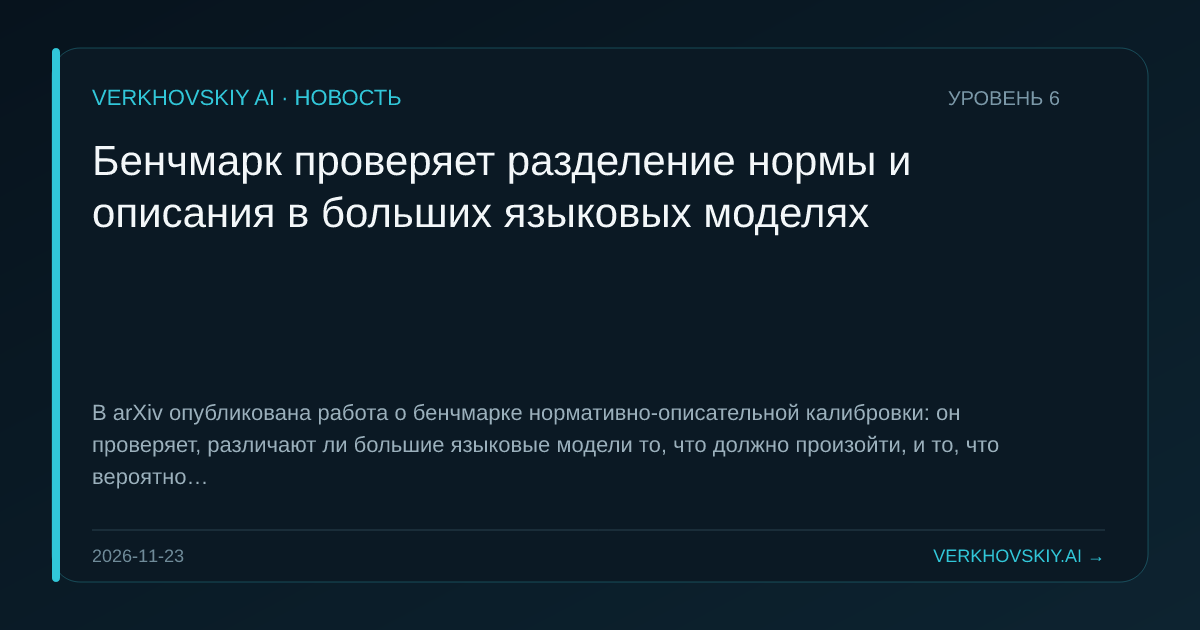 VERKHOVSKIY AI · НОВОСТЬ
УРОВЕНЬ 6
Бенчмарк проверяет разделение нормы и
описания в больших языковых моделях
В arXiv опубликована работа о бенчмарке нормативно-описательной калибровки: он
проверяет, различают ли большие языковые модели то, что должно произойти, и то, что
вероятно…
2026-11-23
VERKHOVSKIY.AI →